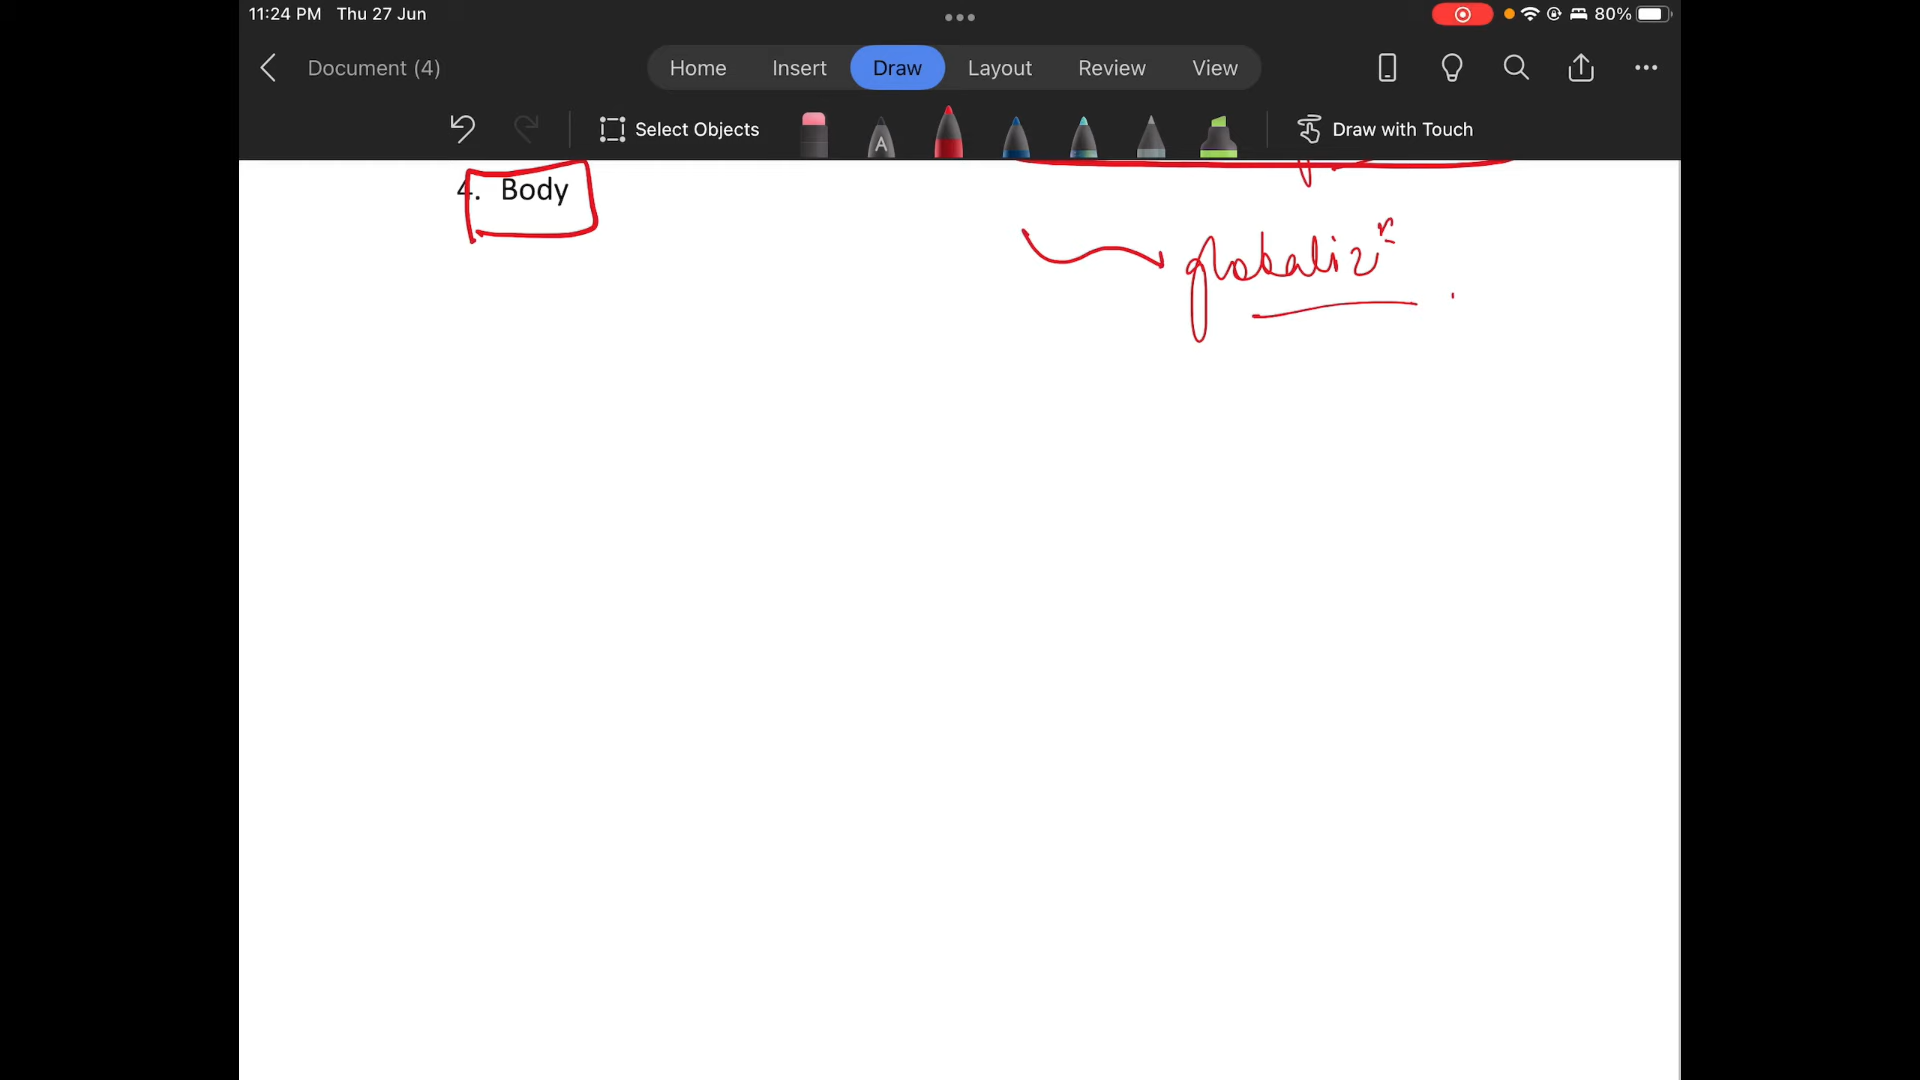 11:24 PM Thu 27 Jun
80%
Document (4)
Home Insert Draw Layout Review View
A
Select Objects
Draw with Touch
4. Body
globalizⁿ